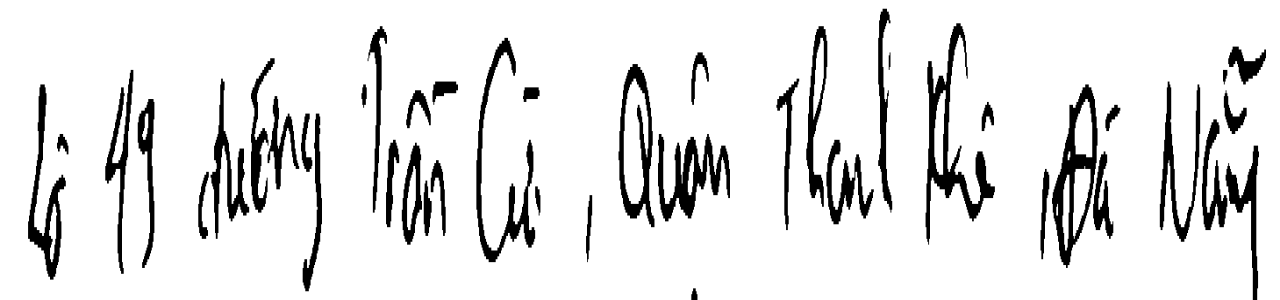 Lô 49 đường Trần Cừ, Quận Thanh Khê, Đà Nẵng